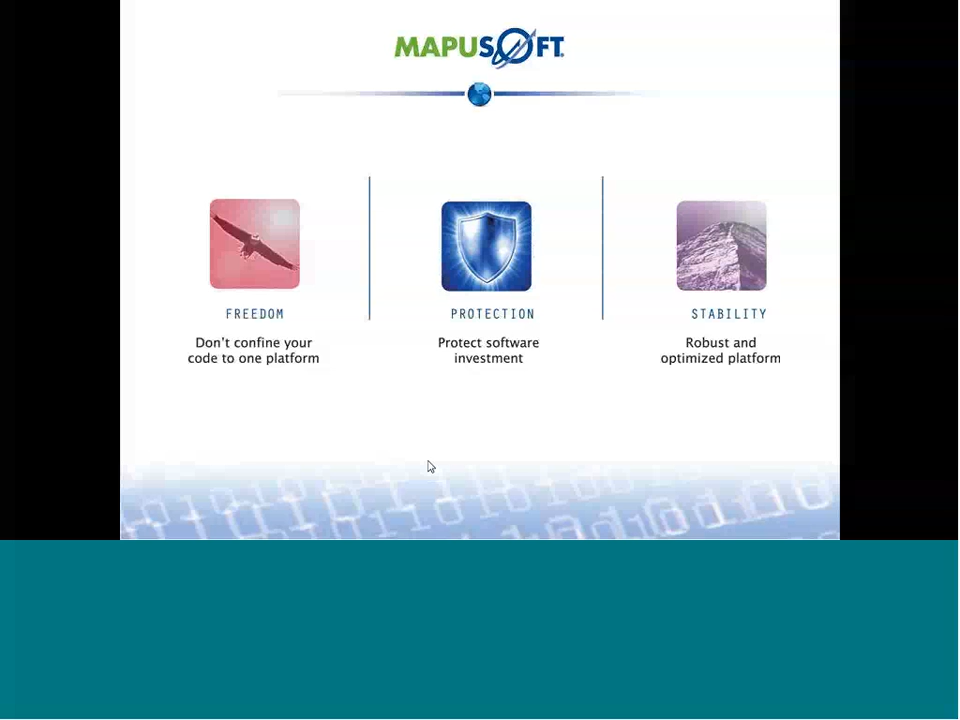 MAPUSOFT
FREEDOM
Don't confine your
code to one platform
PROTECTION
Protect software
investment
STABILITY
Robust and
optimized platform